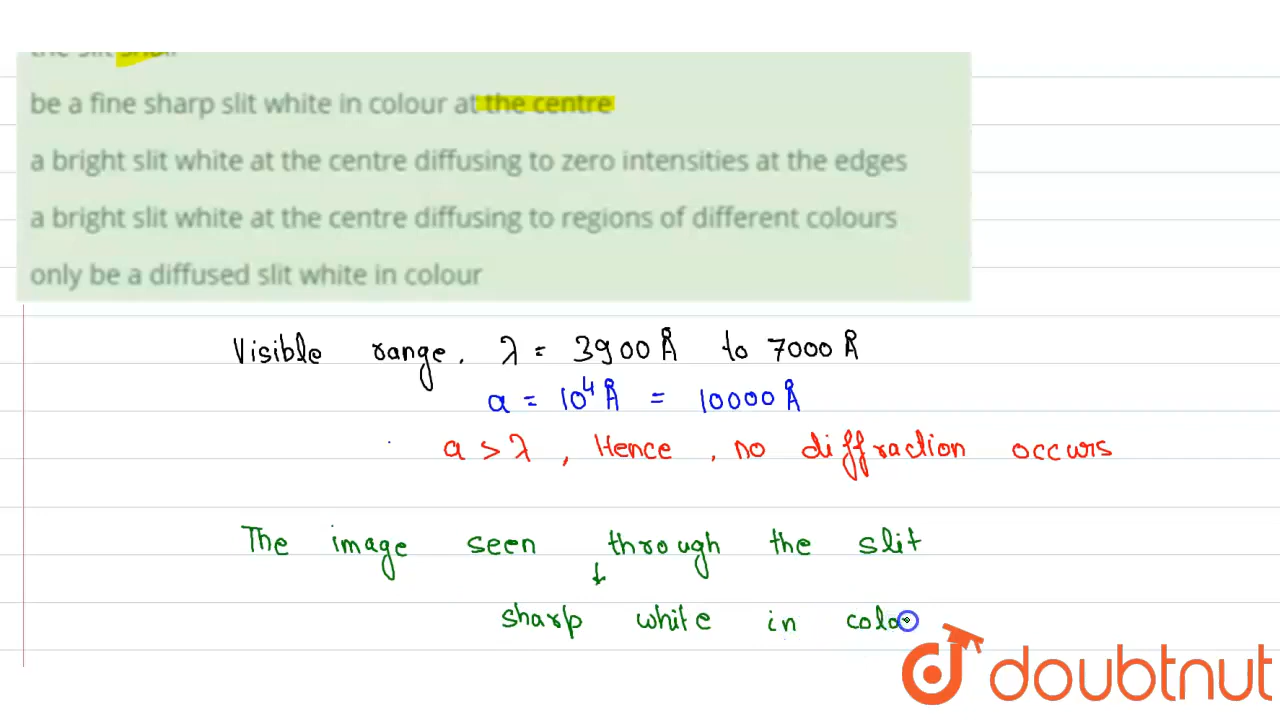 the slit shall
be a fine sharp slit white in colour at the centre
a bright slit white at the centre diffusing to zero intensities at the edges
a bright slit white at the centre diffusing to regions of different colours
only be a diffused slit white in colour
Visible range. λ = 3900 Å to 7000 Å
a = 10⁴ Å = 10000 Å
a > λ , Hence , no diffraction occurs
The image seen through the slit
↓
sharp white in colo
doubtnut